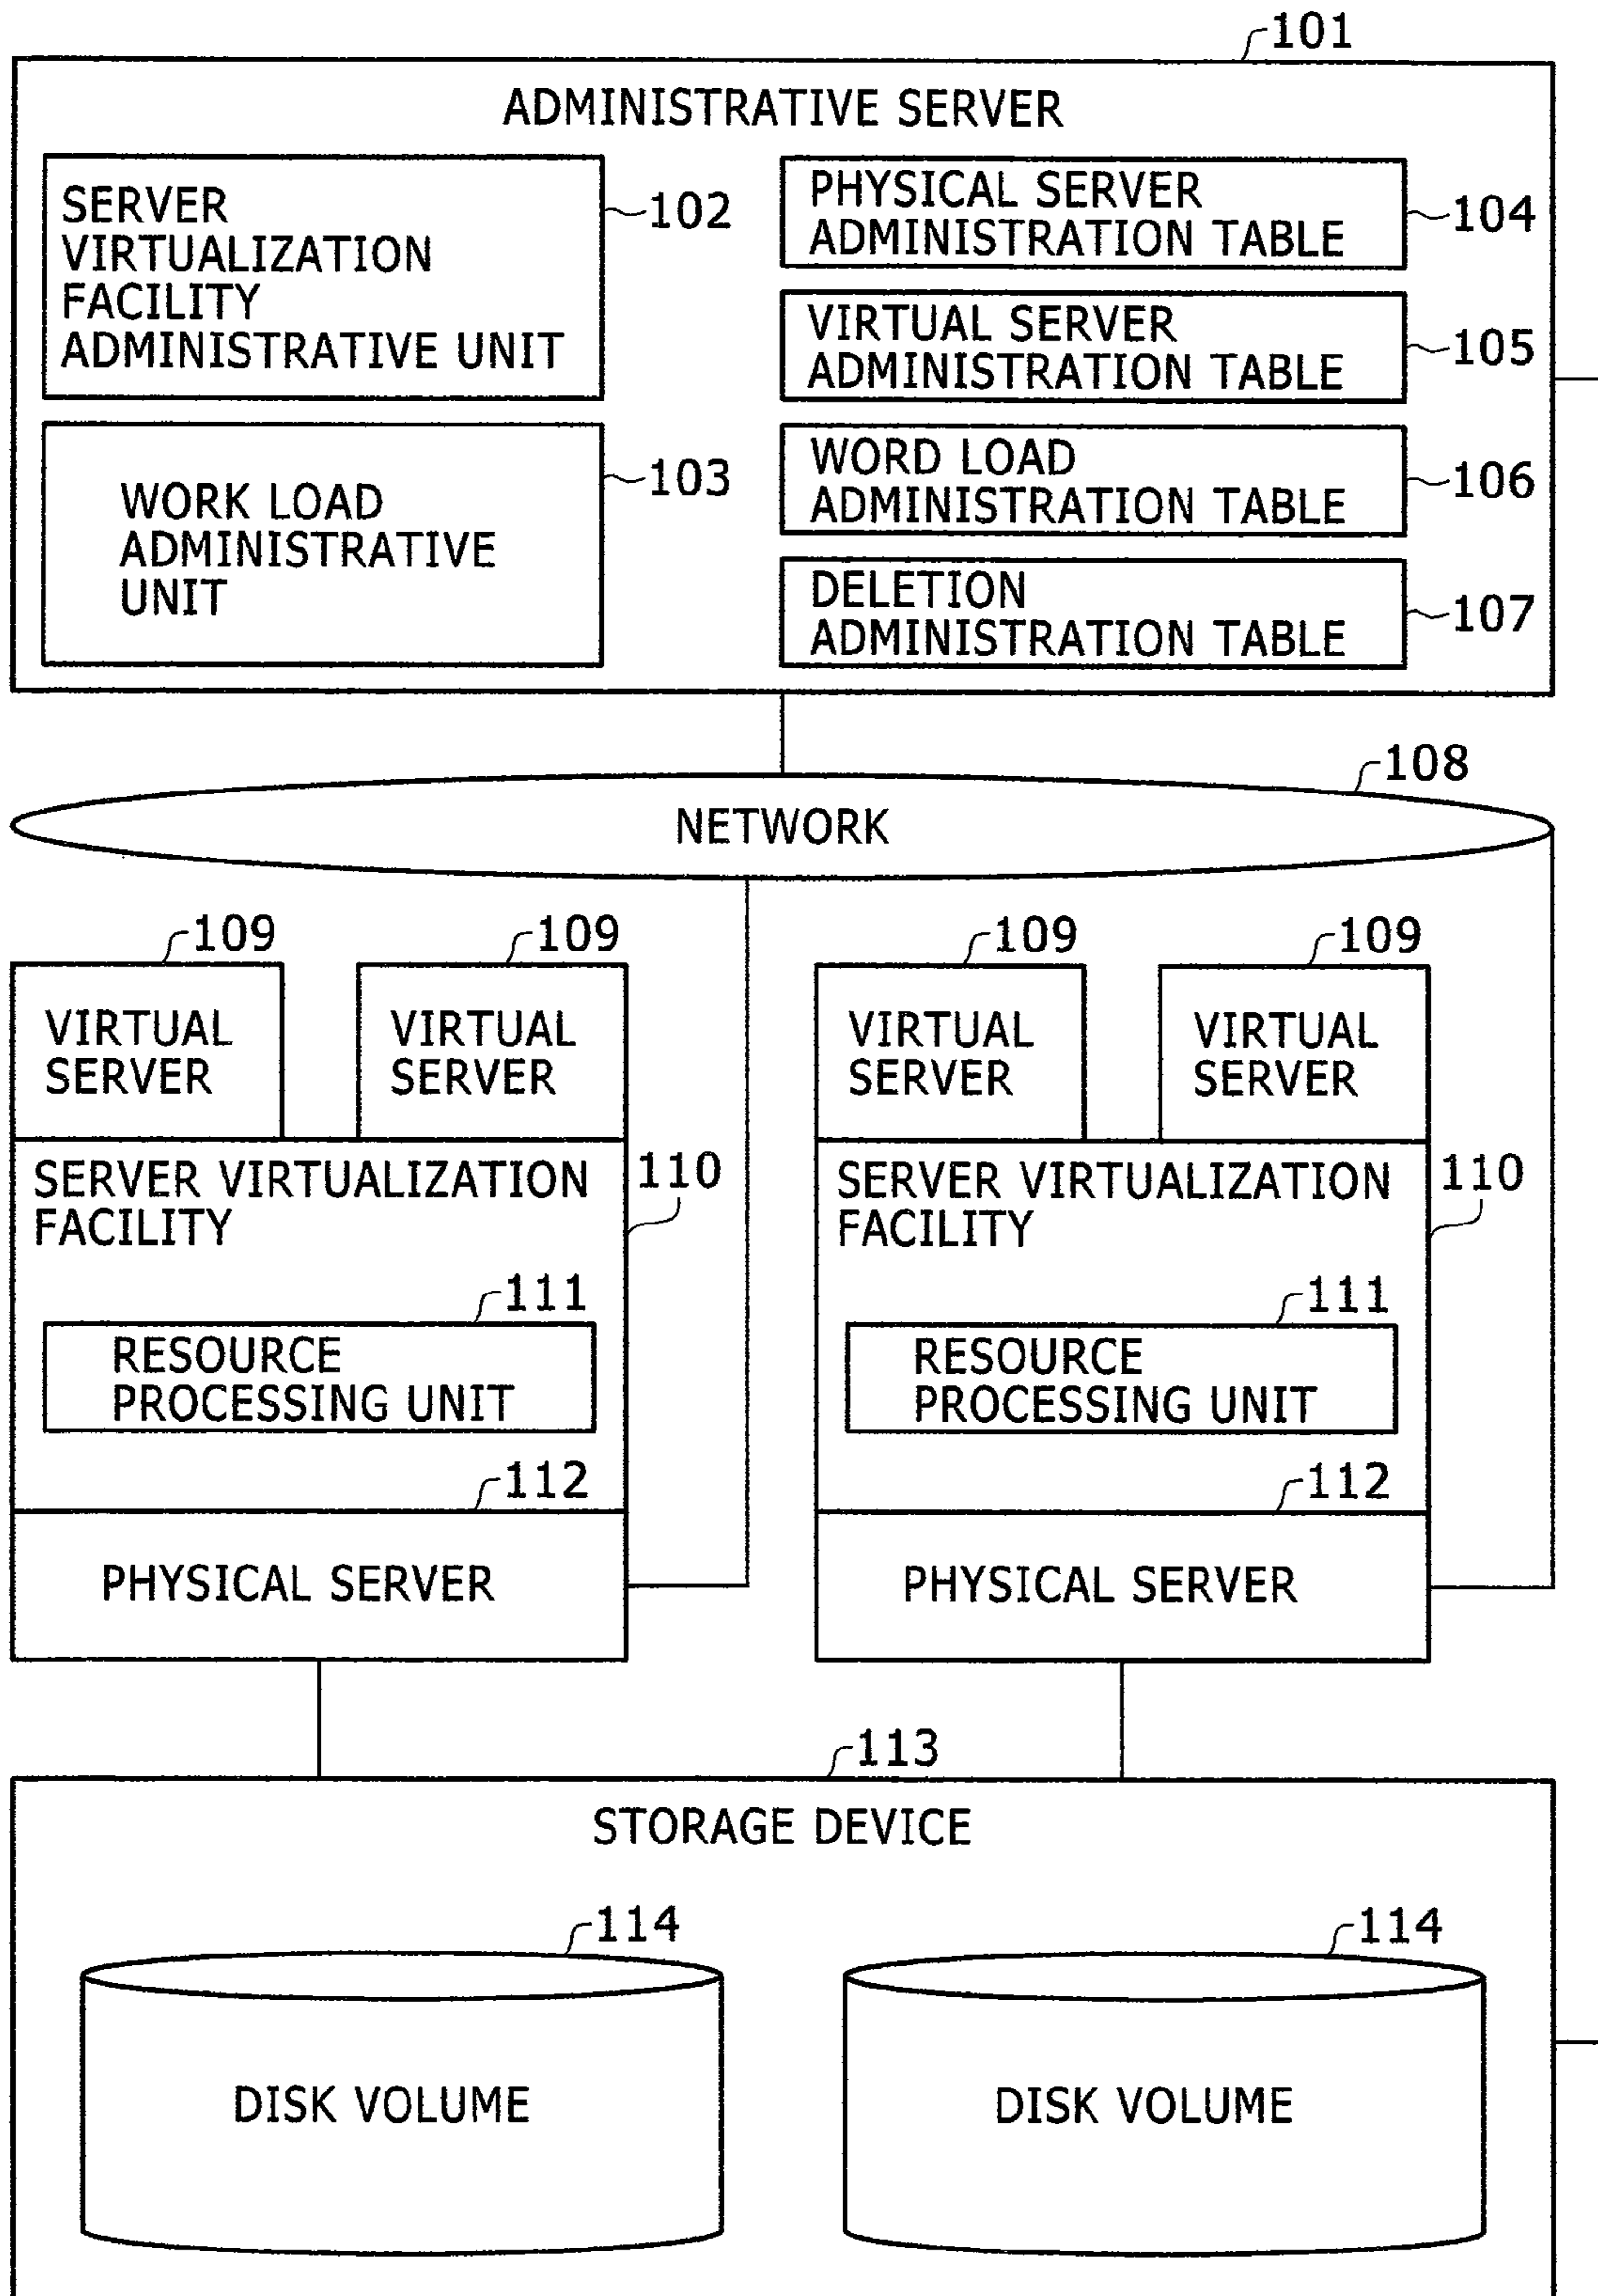 101
ADMINISTRATIVE SERVER
SERVER
VIRTUALIZATION
FACILITY
ADMINISTRATIVE UNIT
102
WORK LOAD
ADMINISTRATIVE
UNIT
103
PHYSICAL SERVER
ADMINISTRATION TABLE
104
VIRTUAL SERVER
ADMINISTRATION TABLE
105
WORD LOAD
ADMINISTRATION TABLE
106
DELETION
ADMINISTRATION TABLE
107
108
NETWORK
109
VIRTUAL
SERVER
109
VIRTUAL
SERVER
SERVER VIRTUALIZATION
FACILITY
110
111
RESOURCE
PROCESSING UNIT
112
PHYSICAL SERVER
109
VIRTUAL
SERVER
109
VIRTUAL
SERVER
SERVER VIRTUALIZATION
FACILITY
110
111
RESOURCE
PROCESSING UNIT
112
PHYSICAL SERVER
113
STORAGE DEVICE
114
DISK VOLUME
114
DISK VOLUME